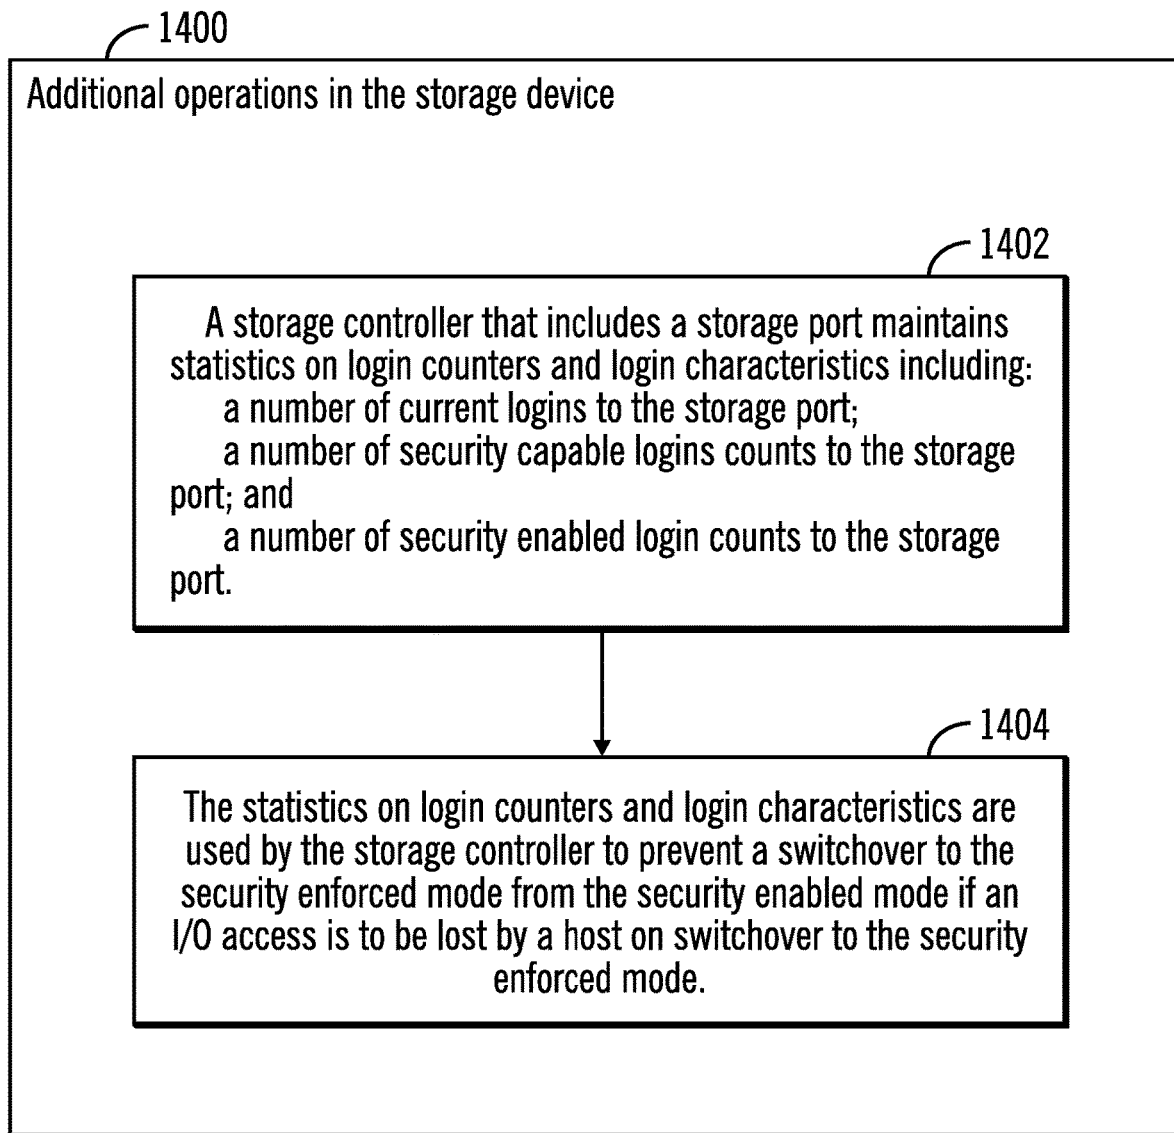 1400
Additional operations in the storage device
1402
A storage controller that includes a storage port maintains
statistics on login counters and login characteristics including:
a number of current logins to the storage port;
a number of security capable logins counts to the storage
port; and
a number of security enabled login counts to the storage
port.
1404
The statistics on login counters and login characteristics are
used by the storage controller to prevent a switchover to the
security enforced mode from the security enabled mode if an
I/O access is to be lost by a host on switchover to the security
enforced mode.